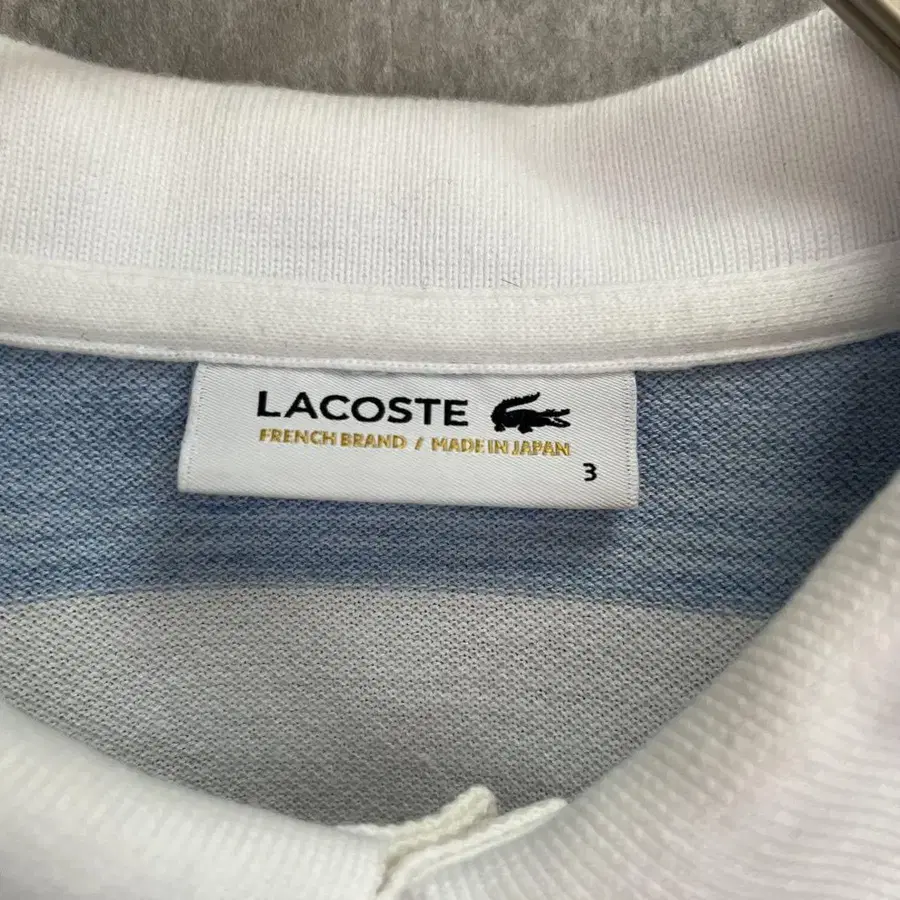 LACOSTE
FRENCH BRAND / MADE IN JAPAN
3